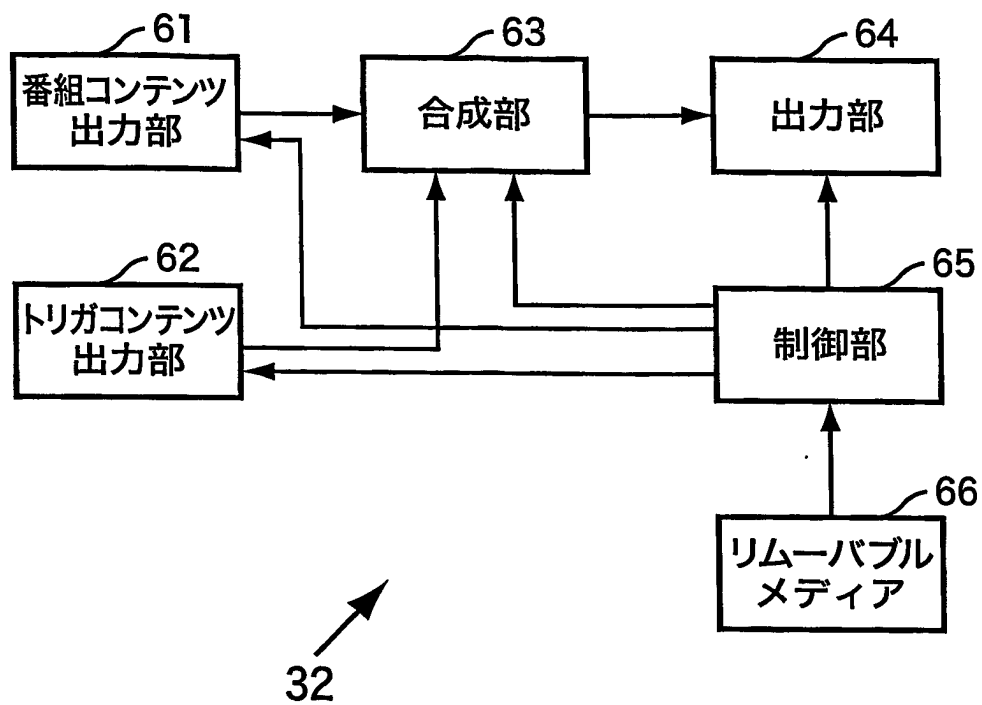 61
番組コンテンツ
出力部
63
合成部
64
出力部
62
トリガコンテンツ
出力部
65
制御部
66
リムーバブル
メディア
32